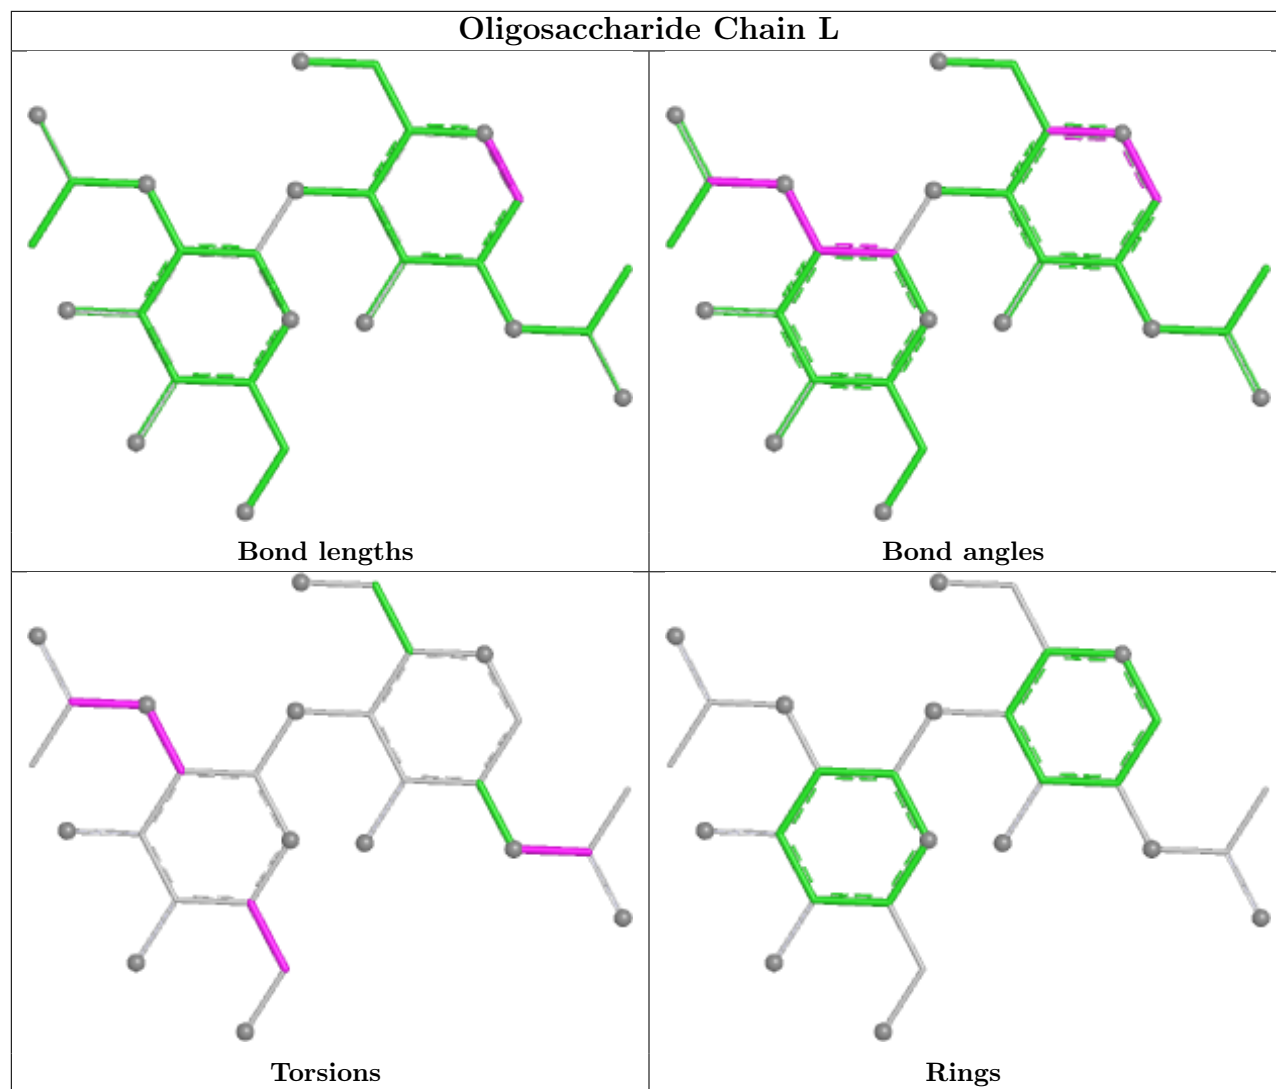 Oligosaccharide Chain L
Bond lengths
Bond angles
Torsions
Rings